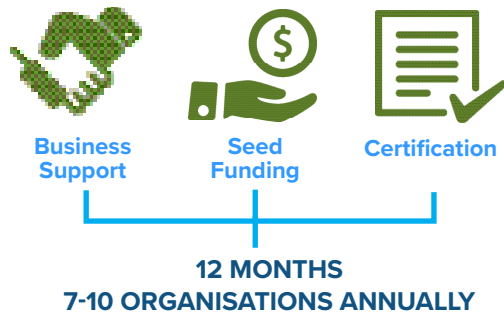 $
Business
Support
Seed
Funding
Certification
12 MONTHS
7-10 ORGANISATIONS ANNUALLY